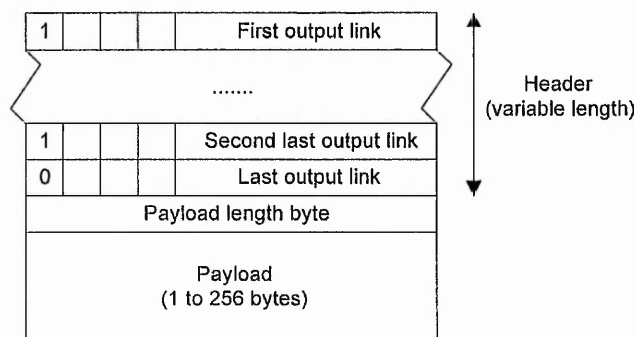 1 First output link
.......
Header
(variable length)
1 Second last output link
0 Last output link
Payload length byte
Payload
(1 to 256 bytes)